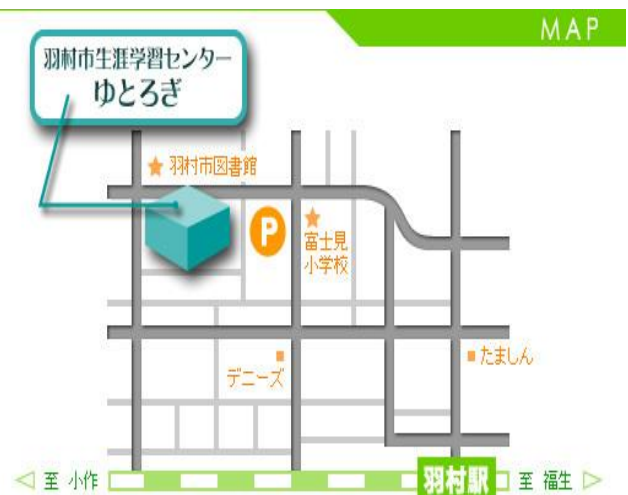 MAP
羽村市生涯学習センター
ゆとろぎ
★ 羽村市図書館
P
★
富士見
小学校
■ たましん
デニーズ
◁ 至 小作
羽村駅
至 福生 ▷